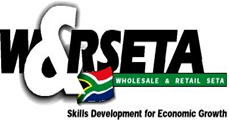 W&RSETA
WHOLESALE & RETAIL SETA
Skills Development for Economic Growth